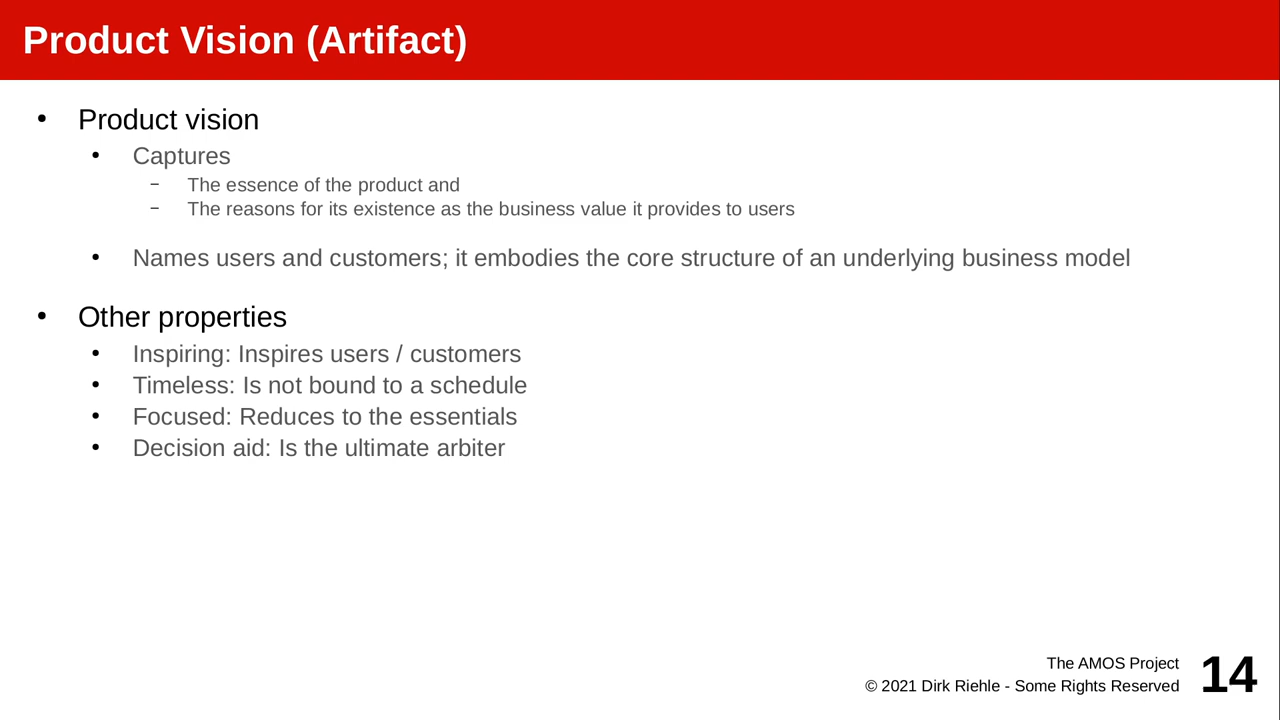 Product Vision (Artifact)
• Product vision
• Captures
– The essence of the product and
– The reasons for its existence as the business value it provides to users
• Names users and customers; it embodies the core structure of an underlying business model
• Other properties
• Inspiring: Inspires users / customers
• Timeless: Is not bound to a schedule
• Focused: Reduces to the essentials
• Decision aid: Is the ultimate arbiter
The AMOS Project
© 2021 Dirk Riehle - Some Rights Reserved
14